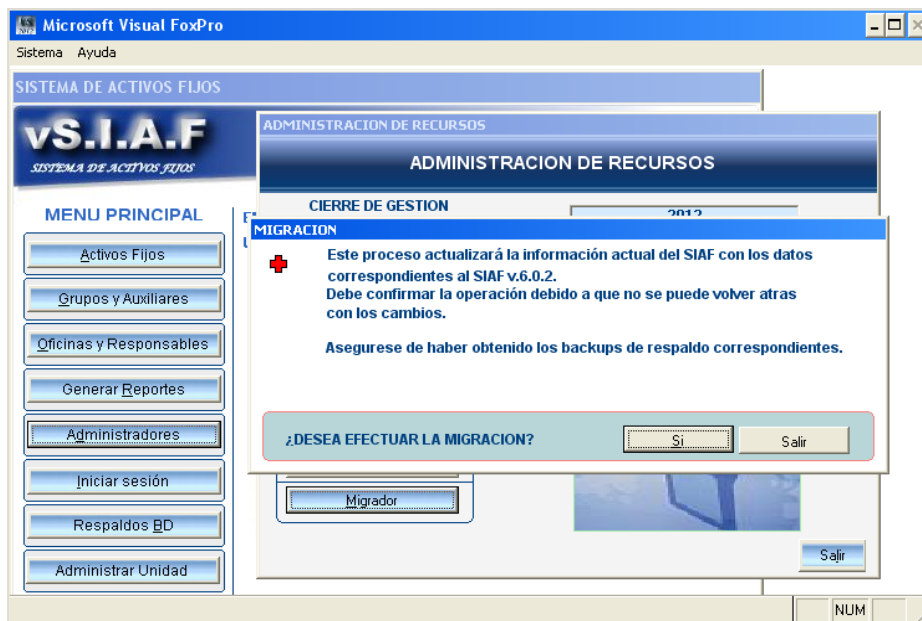 Microsoft Visual FoxPro
Sistema Ayuda
SISTEMA DE ACTIVOS FIJOS
vS.I.A.F
SISTEMA DE ACTIVOS FIJOS
ADMINISTRACION DE RECURSOS
ADMINISTRACION DE RECURSOS
CIERRE DE GESTION
2012
MENU PRINCIPAL
Activos Fijos
Grupos y Auxiliares
Oficinas y Responsables
Generar Reportes
Administradores
Iniciar sesión
Respaldos BD
Administrar Unidad
MIGRACION
Este proceso actualizará la información actual del SIAF con los datos
correspondientes al SIAF v.6.0.2.
Debe confirmar la operación debido a que no se puede volver atras
con los cambios.
Asegurese de haber obtenido los backups de respaldo correspondientes.
¿DESEA EFECTUAR LA MIGRACION?
Si
Salir
Migrador
Salir
NUM